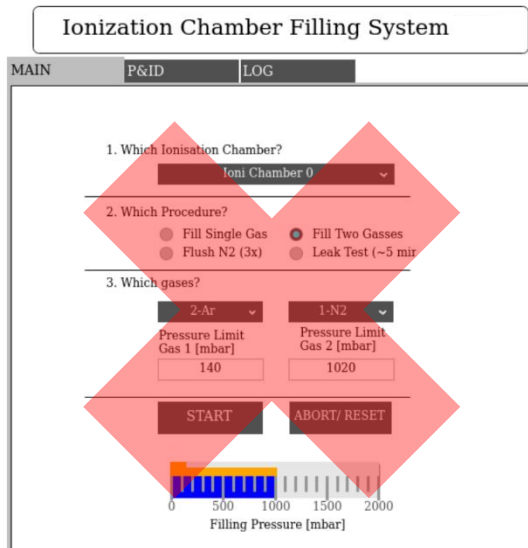 Ionization Chamber Filling System
MAIN P&ID LOG
1. Which Ionisation Chamber?
Ioni Chamber 0
2. Which Procedure?
Fill Single Gas Fill Two Gasses
Flush N2 (3x) Leak Test (~5 mir
3. Which gases?
2-Ar 1-N2
Pressure Limit Pressure Limit
Gas 1 [mbar] Gas 2 [mbar]
140 1020
START ABORT/ RESET
0 500 1000 1500 2000
Filling Pressure [mbar]